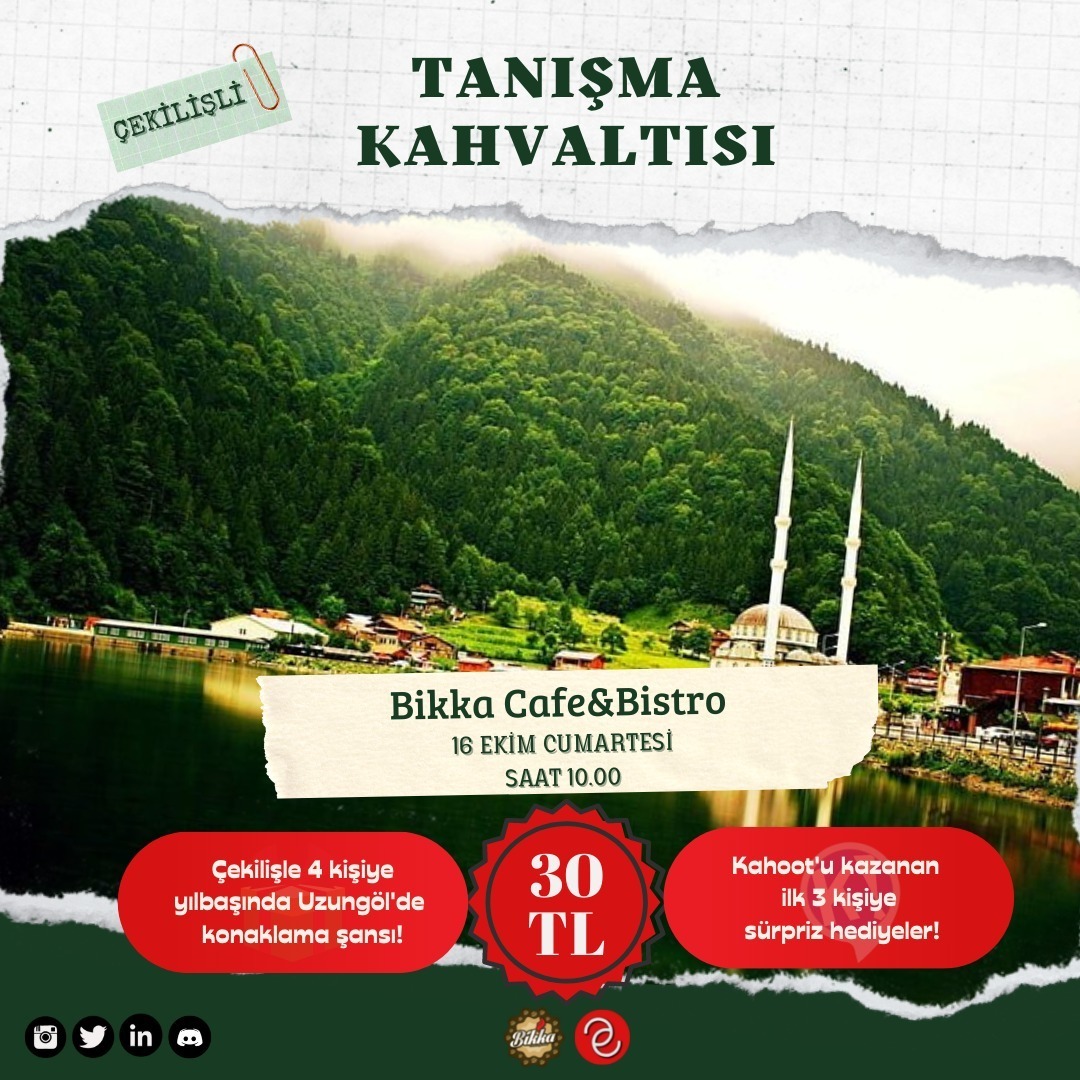 ÇEKİLİŞLİ
TANIŞMA
KAHVALTISI
Bikka Cafe&Bistro
16 EKİM CUMARTESİ
SAAT 10.00
Çekilişle 4 kişiye
yılbaşında Uzungöl'de
konaklama şansı!
30
TL
Kahoot'u kazanan
ilk 3 kişiye
sürpriz hediyeler!
in
Bikka